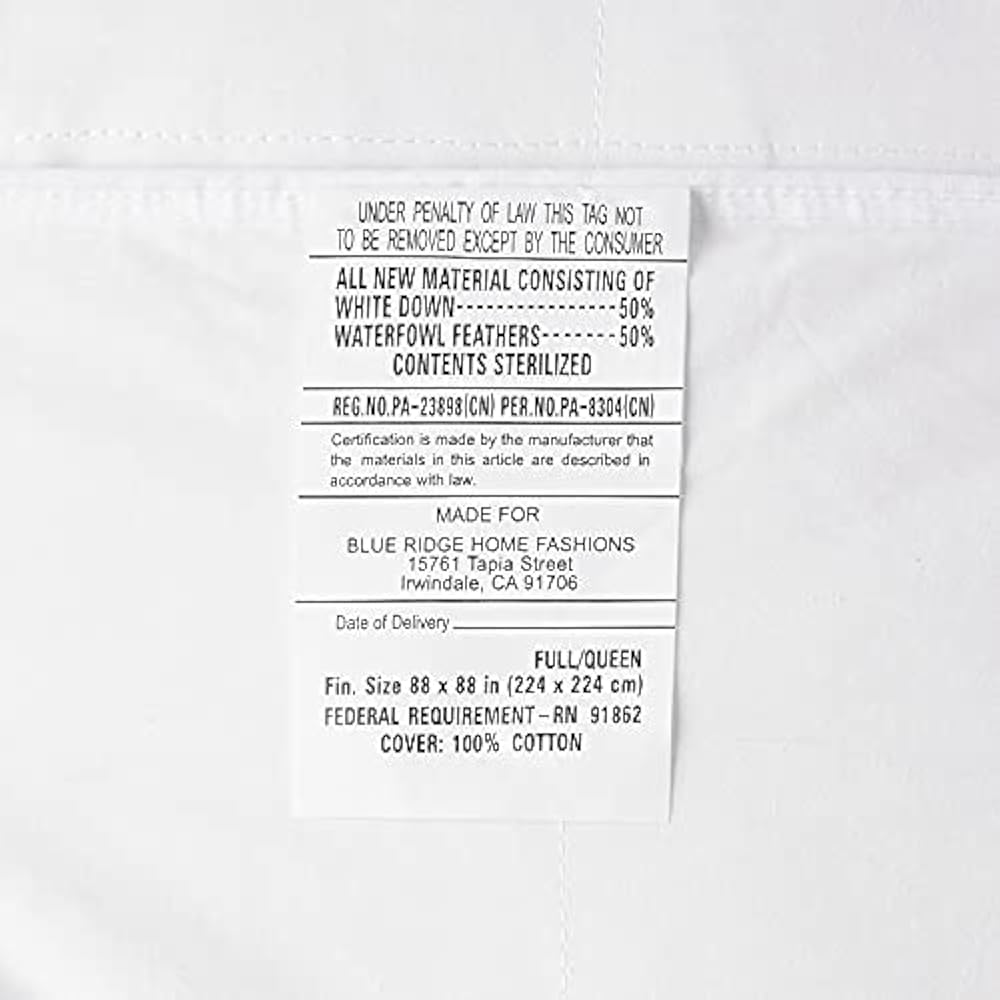 UNDER PENALTY OF LAW THIS TAG NOT
TO BE REMOVED EXCEPT BY THE CONSUMER
ALL NEW MATERIAL CONSISTING OF
WHITE DOWN----------------50%
WATERFOWL FEATHERS-------50%
CONTENTS STERILIZED
REG.NO.PA-23898(CN) PER.NO.PA-8304(CN)
Certification is made by the manufacturer that
the materials in this article are described in
accordance with law.
MADE FOR
BLUE RIDGE HOME FASHIONS
15761 Tapia Street
Irwindale, CA 91706
Date of Delivery
FULL/QUEEN
Fin. Size 88 x 88 in (224 x 224 cm)
FEDERAL REQUIREMENT-RN 91862
COVER: 100% COTTON